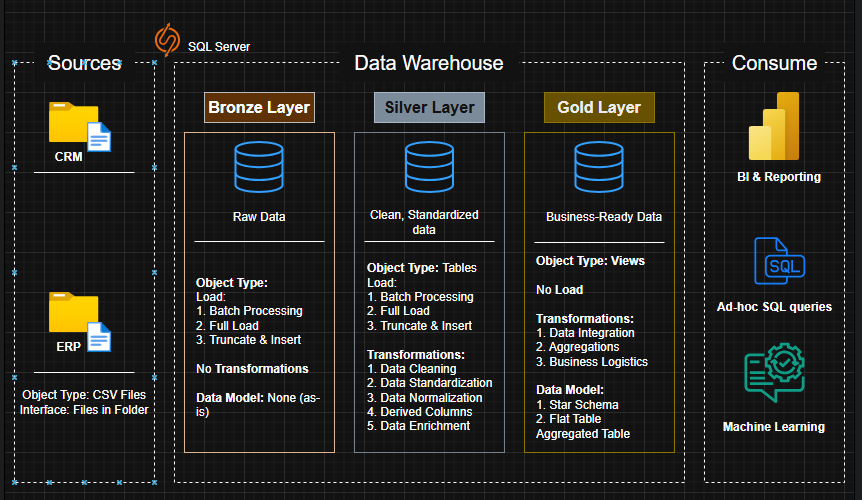 SQL Server
Sources
CRM
ERP
Object Type: CSV Files
Interface: Files in Folder
Data Warehouse
Bronze Layer
Raw Data
Object Type:
Load:
1. Batch Processing
2. Full Load
3. Truncate & Insert
No Transformations
Data Model: None (as-
is)
Silver Layer
Clean, Standardized
data
Object Type: Tables
Load:
1. Batch Processing
2. Full Load
3. Truncate & Insert
Transformations:
1. Data Cleaning
2. Data Standardization
3. Data Normalization
4. Derived Columns
5. Data Enrichment
Gold Layer
Business-Ready Data
Object Type: Views
No Load
Transformations:
1. Data Integration
2. Aggregations
3. Business Logistics
Data Model:
1. Star Schema
2. Flat Table
Aggregated Table
Consume
BI & Reporting
SQL
Ad-hoc SQL queries
Machine Learning